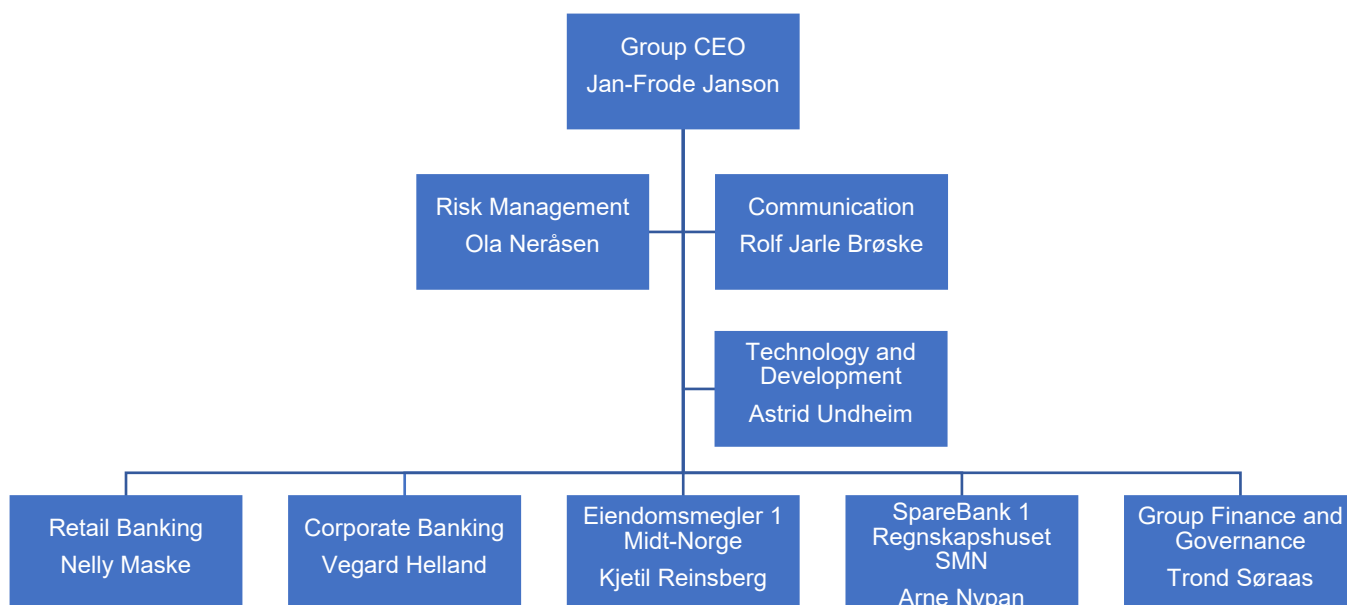 Group CEO
Jan-Frode Janson
Risk Management
Ola Neråsen
Communication
Rolf Jarle Brøske
Technology and
Development
Astrid Undheim
Retail Banking
Nelly Maske
Corporate Banking
Vegard Helland
Eiendomsmegler 1
Midt-Norge
Kjetil Reinsberg
SpareBank 1
Regnskapshuset
SMN
Arne Nypan
Group Finance and
Governance
Trond Søraas